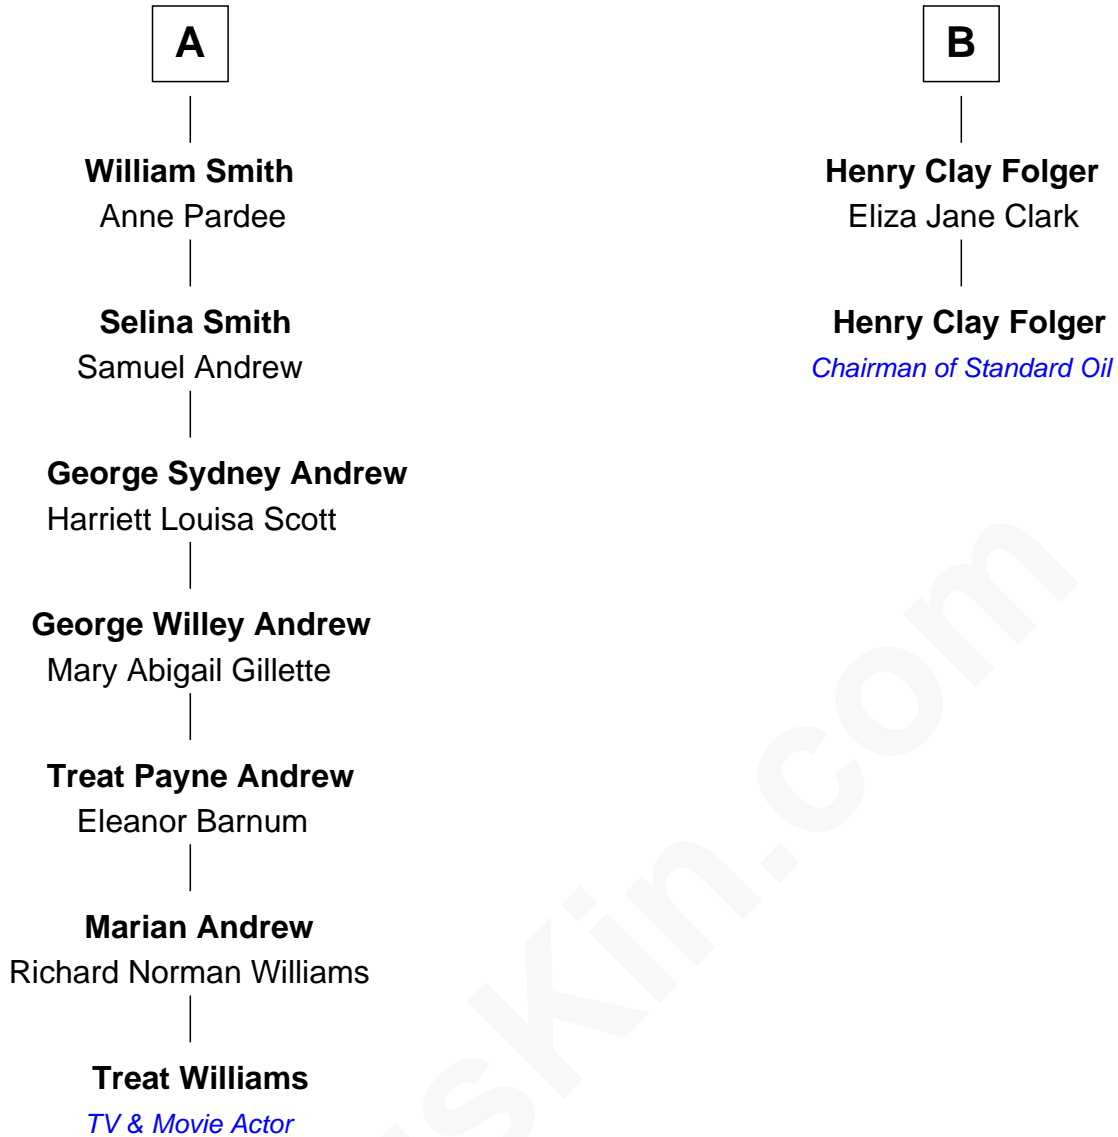 A
William Smith
Anne Pardee
Selina Smith
Samuel Andrew
George Sydney Andrew
Harriett Louisa Scott
George Willey Andrew
Mary Abigail Gillette
Treat Payne Andrew
Eleanor Barnum
Marian Andrew
Richard Norman Williams
Treat Williams
TV & Movie Actor
B
Henry Clay Folger
Eliza Jane Clark
Henry Clay Folger
Chairman of Standard Oil